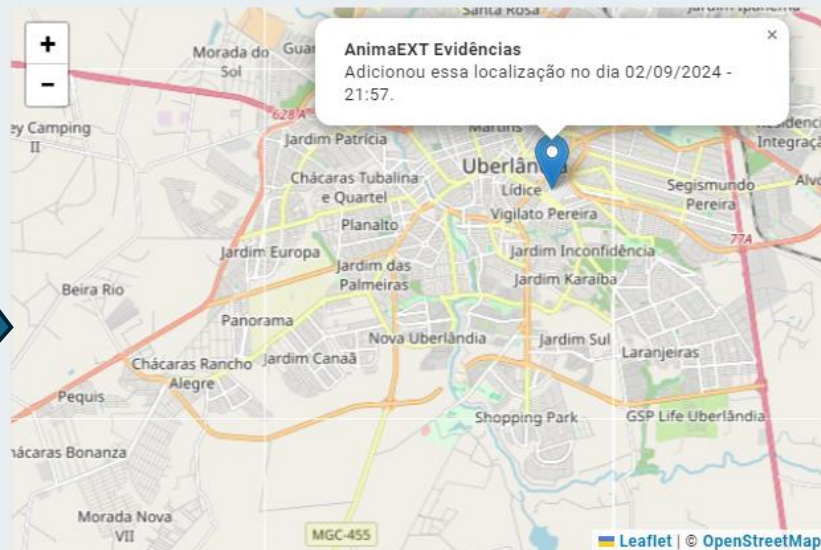 Santa Rosa
Jardim Ipanema
+
−
Morada do
Sol
×
AnimaEXT Evidências
Adicionou essa localização no dia 02/09/2024 -
21:57.
628 A
ey Camping
II
Jardim Patrícia
Martins
Integraçã
Uberlândia
Chácaras Tubalina
e Quartel
Lídice
Segismundo
Pereira
Alvo
Vigilato Pereira
Planalto
77A
Jardim Europa
Jardim Inconfidência
Jardim das
Palmeiras
Jardim Karaíba
Beira Rio
Panorama
Nova Uberlândia
Jardim Sul
Chácaras Rancho
Alegre
Jardim Canaã
Laranjeiras
Pequis
Shopping Park
GSP Life Uberlândia
hácaras Bonanza
Morada Nova
VII
MGC-455
Leaflet | © OpenStreetMap